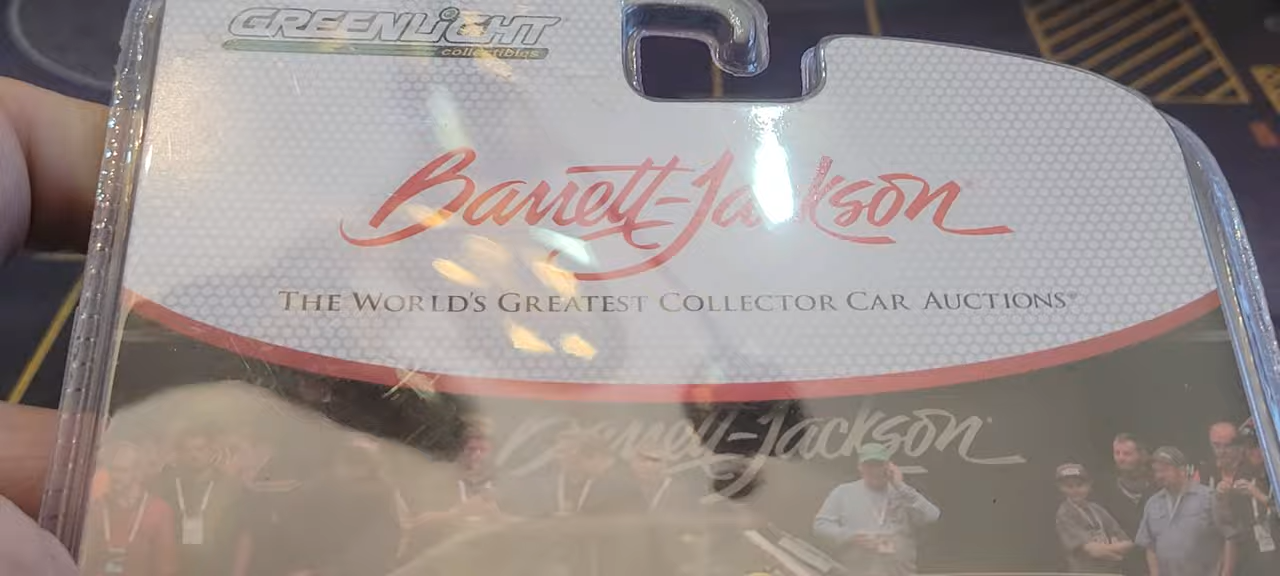 GREENLIGHT
collectibles
Barrett-Jackson
THE WORLD'S GREATEST COLLECTOR CAR AUCTIONS®
Barrett-Jackson